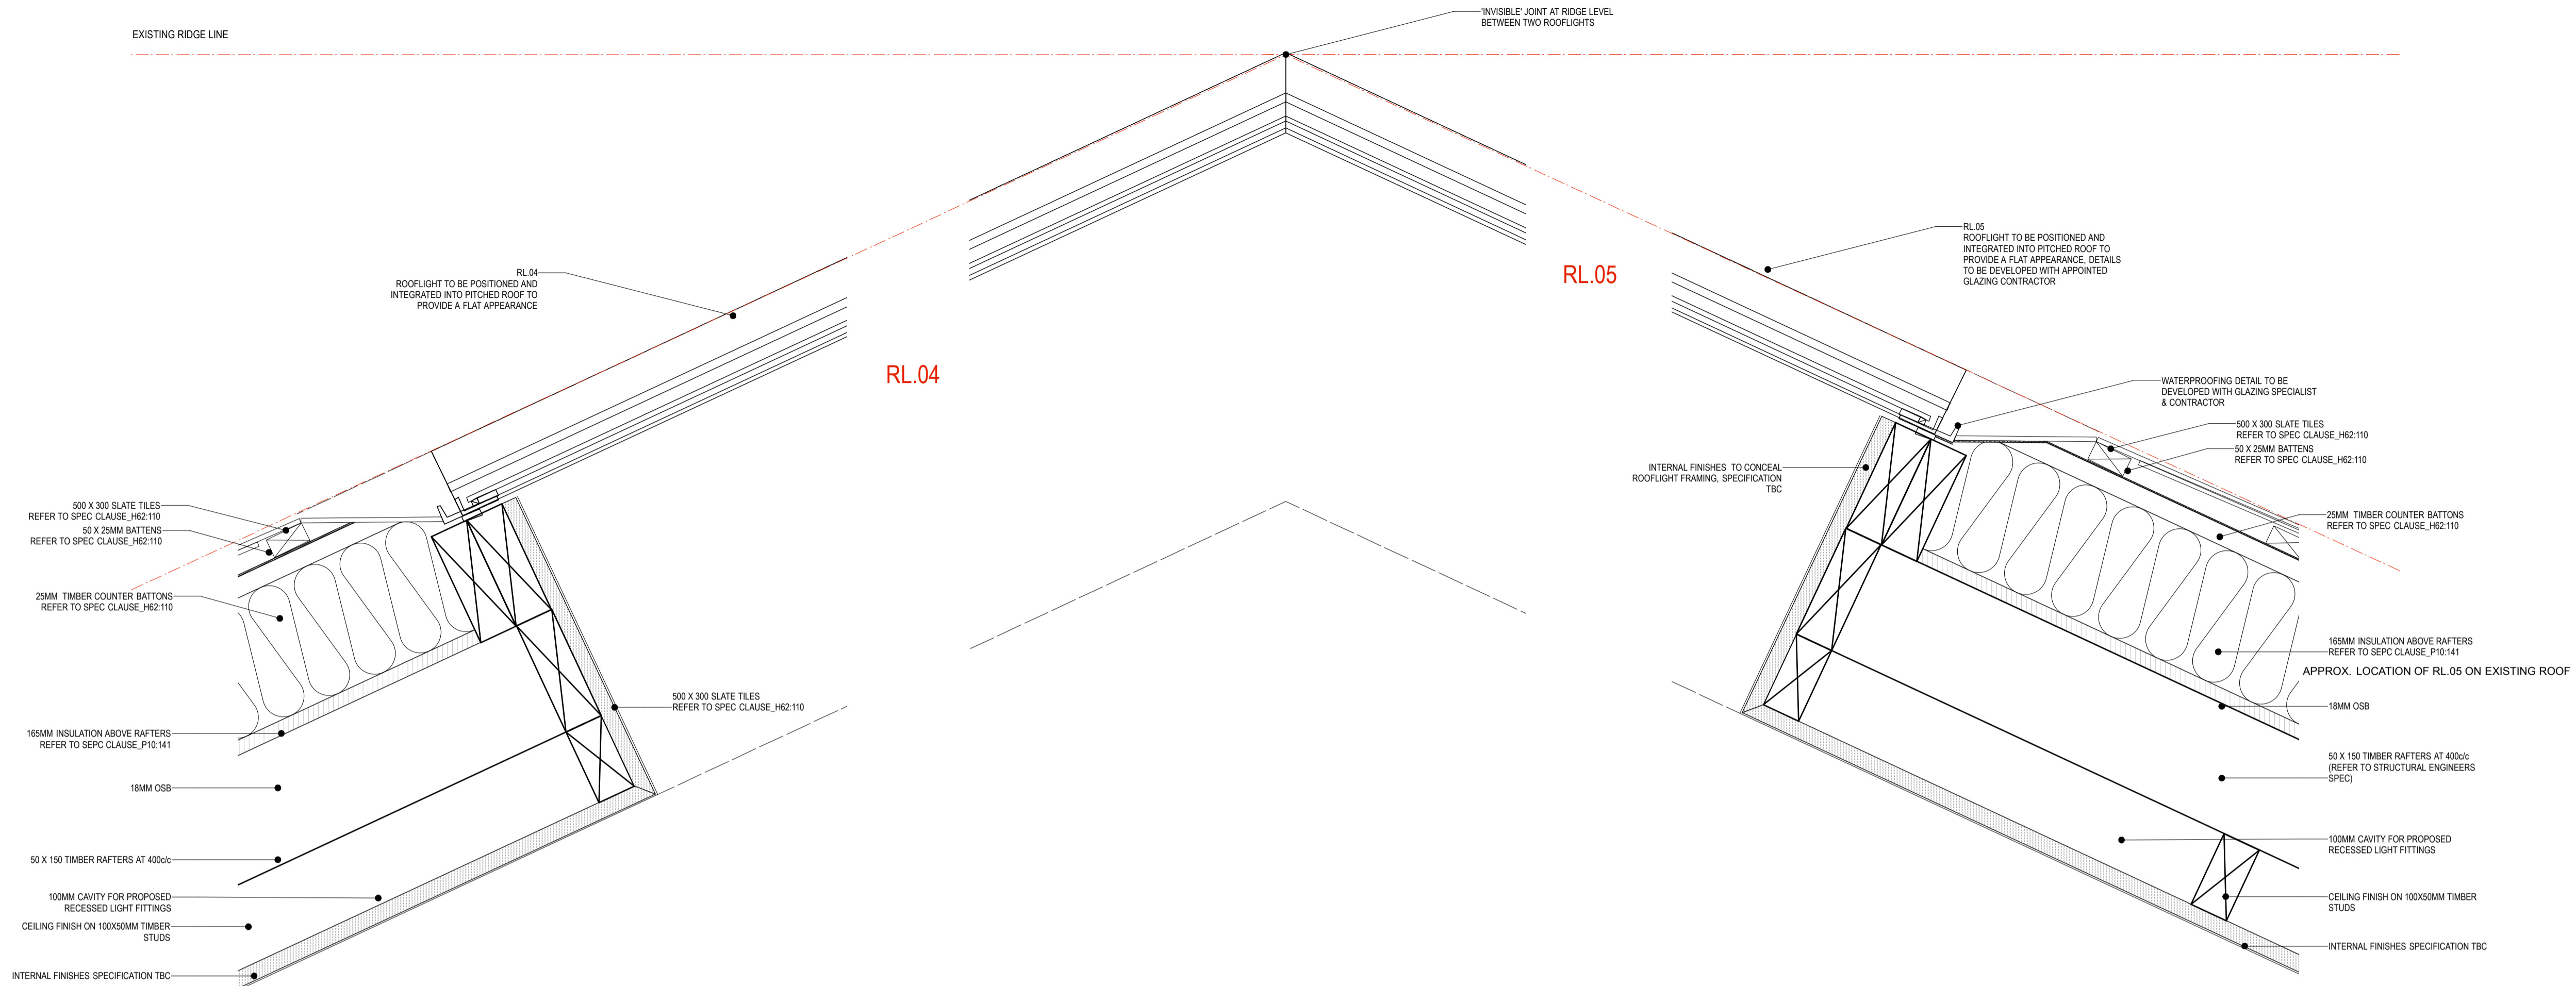 EXISTING RIDGE LINE
'INVISIBLE' JOINT AT RIDGE LEVEL
BETWEEN TWO ROOFLIGHTS
RL.04
ROOFLIGHT TO BE POSITIONED AND
INTEGRATED INTO PITCHED ROOF TO
PROVIDE A FLAT APPEARANCE
RL.04
RL.05
RL.05
ROOFLIGHT TO BE POSITIONED AND
INTEGRATED INTO PITCHED ROOF TO
PROVIDE A FLAT APPEARANCE, DETAILS
TO BE DEVELOPED WITH APPOINTED
GLAZING CONTRACTOR
WATERPROOFING DETAIL TO BE
DEVELOPED WITH GLAZING SPECIALIST
& CONTRACTOR
500 X 300 SLATE TILES
REFER TO SPEC CLAUSE_H62:110
50 X 25MM BATTENS
REFER TO SPEC CLAUSE_H62:110
INTERNAL FINISHES TO CONCEAL
ROOFLIGHT FRAMING, SPECIFICATION
TBC
25MM TIMBER COUNTER BATTONS
REFER TO SPEC CLAUSE_H62:110
165MM INSULATION ABOVE RAFTERS
REFER TO SEPC CLAUSE_P10:141
APPROX. LOCATION OF RL.05 ON EXISTING ROOF
18MM OSB
50 X 150 TIMBER RAFTERS AT 400c/c
(REFER TO STRUCTURAL ENGINEERS
SPEC)
100MM CAVITY FOR PROPOSED
RECESSED LIGHT FITTINGS
CEILING FINISH ON 100X50MM TIMBER
STUDS
INTERNAL FINISHES SPECIFICATION TBC
500 X 300 SLATE TILES
REFER TO SPEC CLAUSE_H62:110
50 X 25MM BATTENS
REFER TO SPEC CLAUSE_H62:110
25MM TIMBER COUNTER BATTONS
REFER TO SPEC CLAUSE_H62:110
500 X 300 SLATE TILES
REFER TO SPEC CLAUSE_H62:110
165MM INSULATION ABOVE RAFTERS
REFER TO SEPC CLAUSE_P10:141
18MM OSB
50 X 150 TIMBER RAFTERS AT 400c/c
100MM CAVITY FOR PROPOSED
RECESSED LIGHT FITTINGS
CEILING FINISH ON 100X50MM TIMBER
STUDS
INTERNAL FINISHES SPECIFICATION TBC